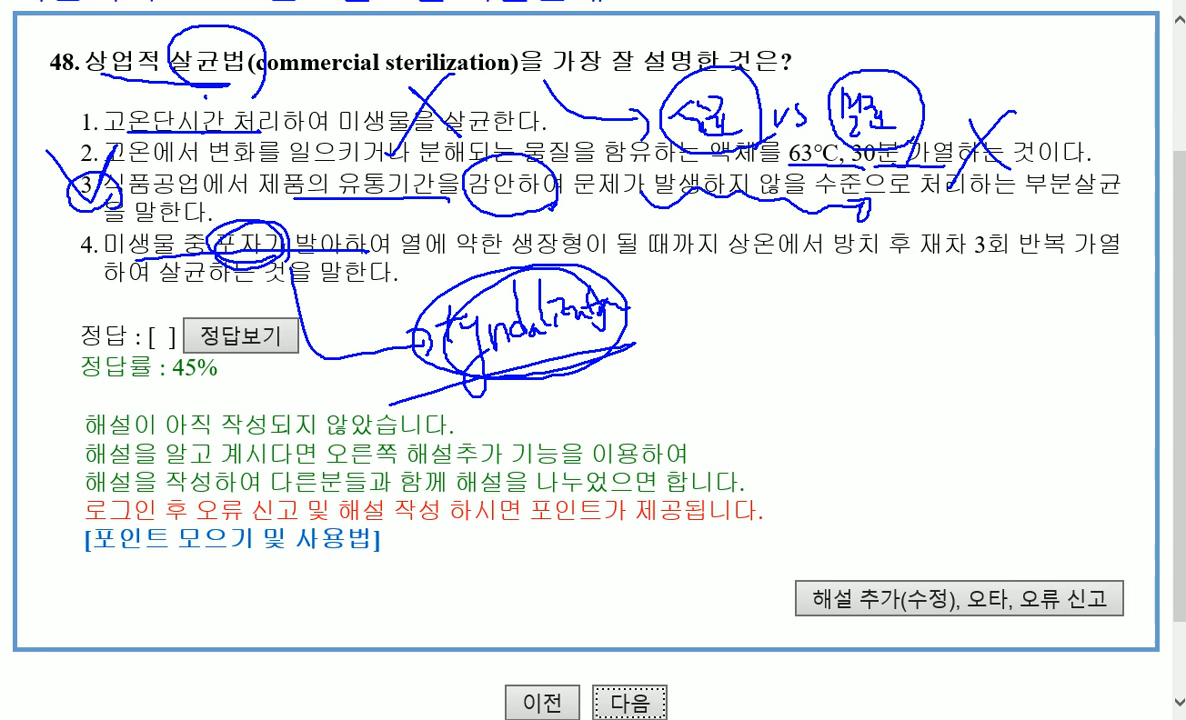 48. 상업적 살균법(commercial sterilization)을 가장 잘 설명한 것은?
살균 vs 멸균
1. 고온단시간 처리하여 미생물을 살균한다.
2. 고온에서 변화를 일으키거나 분해되는 물질을 함유하는 액체를 63℃, 30분 가열하는 것이다.
3. 식품공업에서 제품의 유통기간을 감안하여 문제가 발생하지 않을 수준으로 처리하는 부분살균
을 말한다.
4. 미생물 중 포자가 발아하여 열에 약한 생장형이 될 때까지 상온에서 방치 후 재차 3회 반복 가열
하여 살균하는 것을 말한다.
tyndalization
정답 : [ ] 정답보기
정답률 : 45%
해설이 아직 작성되지 않았습니다.
해설을 알고 계시다면 오른쪽 해설추가 기능을 이용하여
해설을 작성하여 다른분들과 함께 해설을 나누었으면 합니다.
로그인 후 오류 신고 및 해설 작성 하시면 포인트가 제공됩니다.
[포인트 모으기 및 사용법]
해설 추가(수정), 오타, 오류 신고
이전 다음